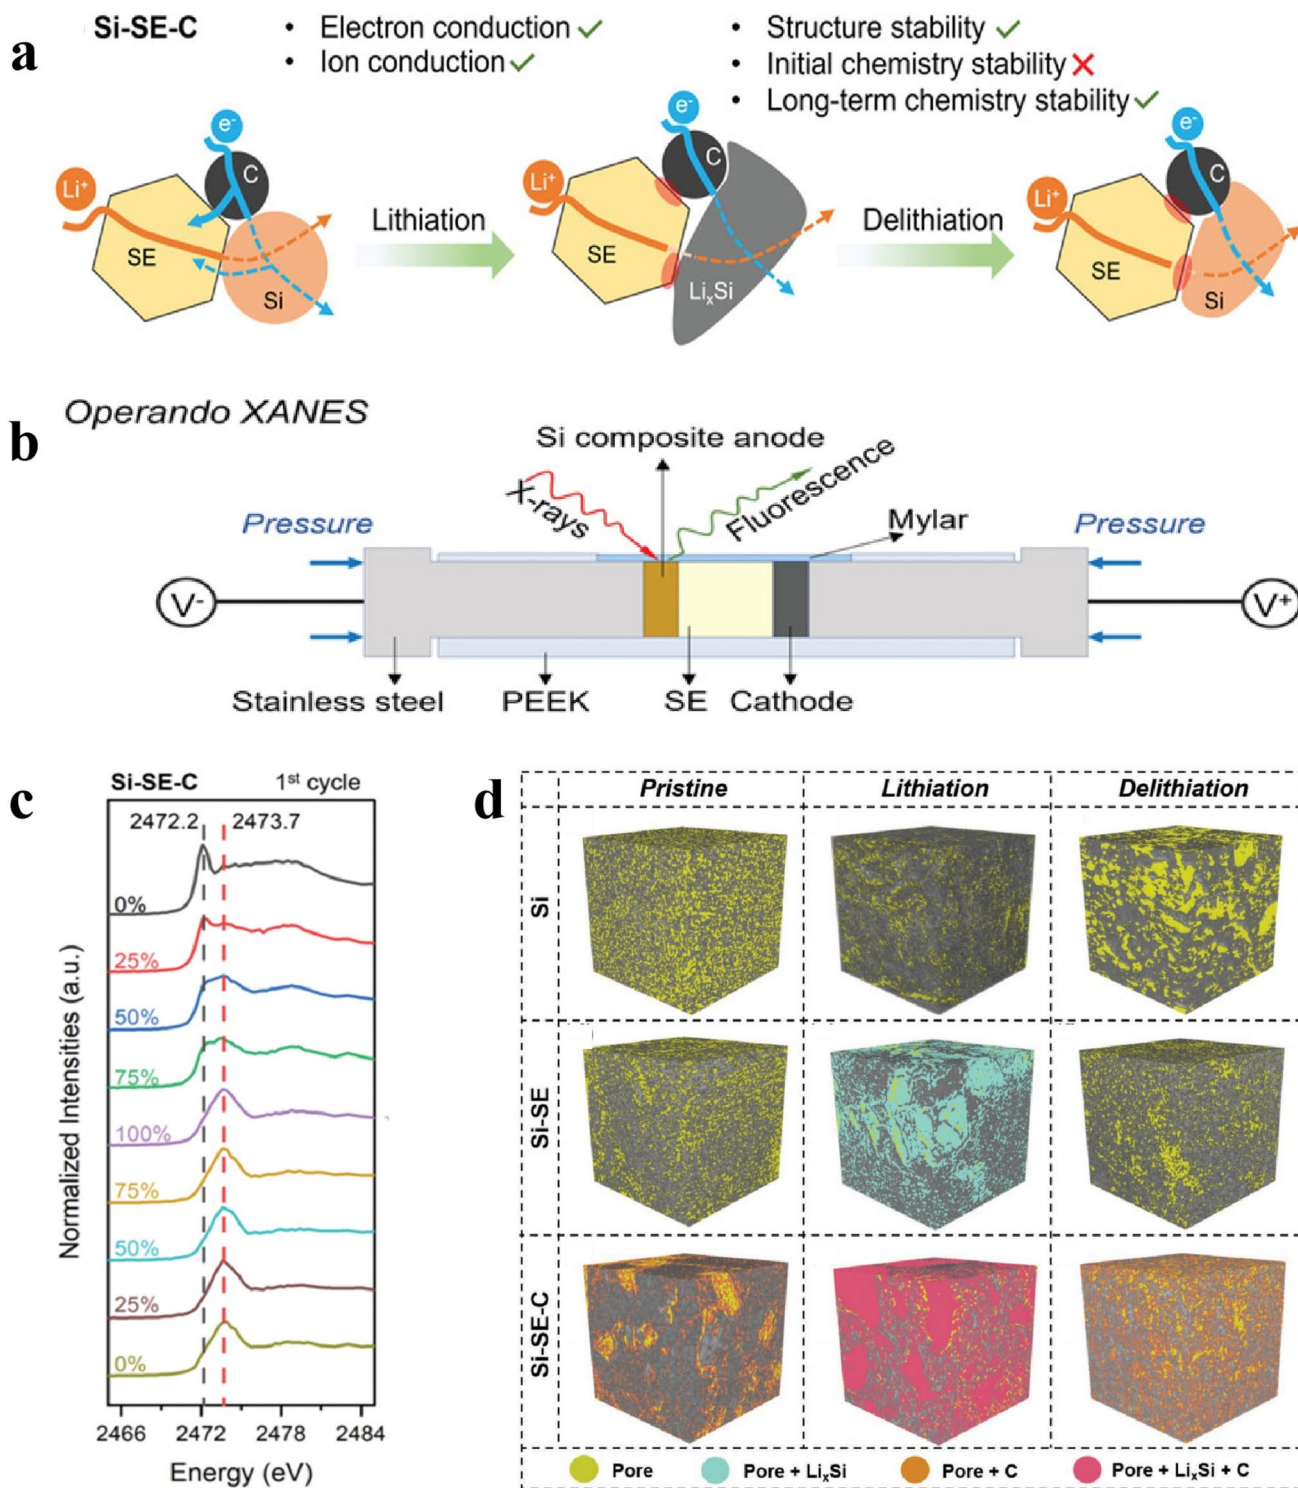 a
Si-SE-C
• Electron conduction ✓
• Ion conduction ✓
• Structure stability ✓
• Initial chemistry stability ✗
• Long-term chemistry stability ✓
e⁻
C
Li⁺
SE
Si
Lithiation
e⁻
C
Li⁺
SE
LiₓSi
Delithiation
e⁻
C
Li⁺
SE
Si
b
Operando XANES
Si composite anode
X-rays
Fluorescence
Mylar
Pressure
Pressure
V⁻
V⁺
Stainless steel
PEEK
SE
Cathode
c
Si-SE-C 1st cycle
2472.2 2473.7
0%
25%
50%
75%
100%
75%
50%
25%
0%
Normalized Intensities (a.u.)
2466 2472 2478 2484
Energy (eV)
d
Pristine Lithiation Delithiation
Si
Si-SE
Si-SE-C
Pore Pore + LiₓSi Pore + C Pore + LiₓSi + C